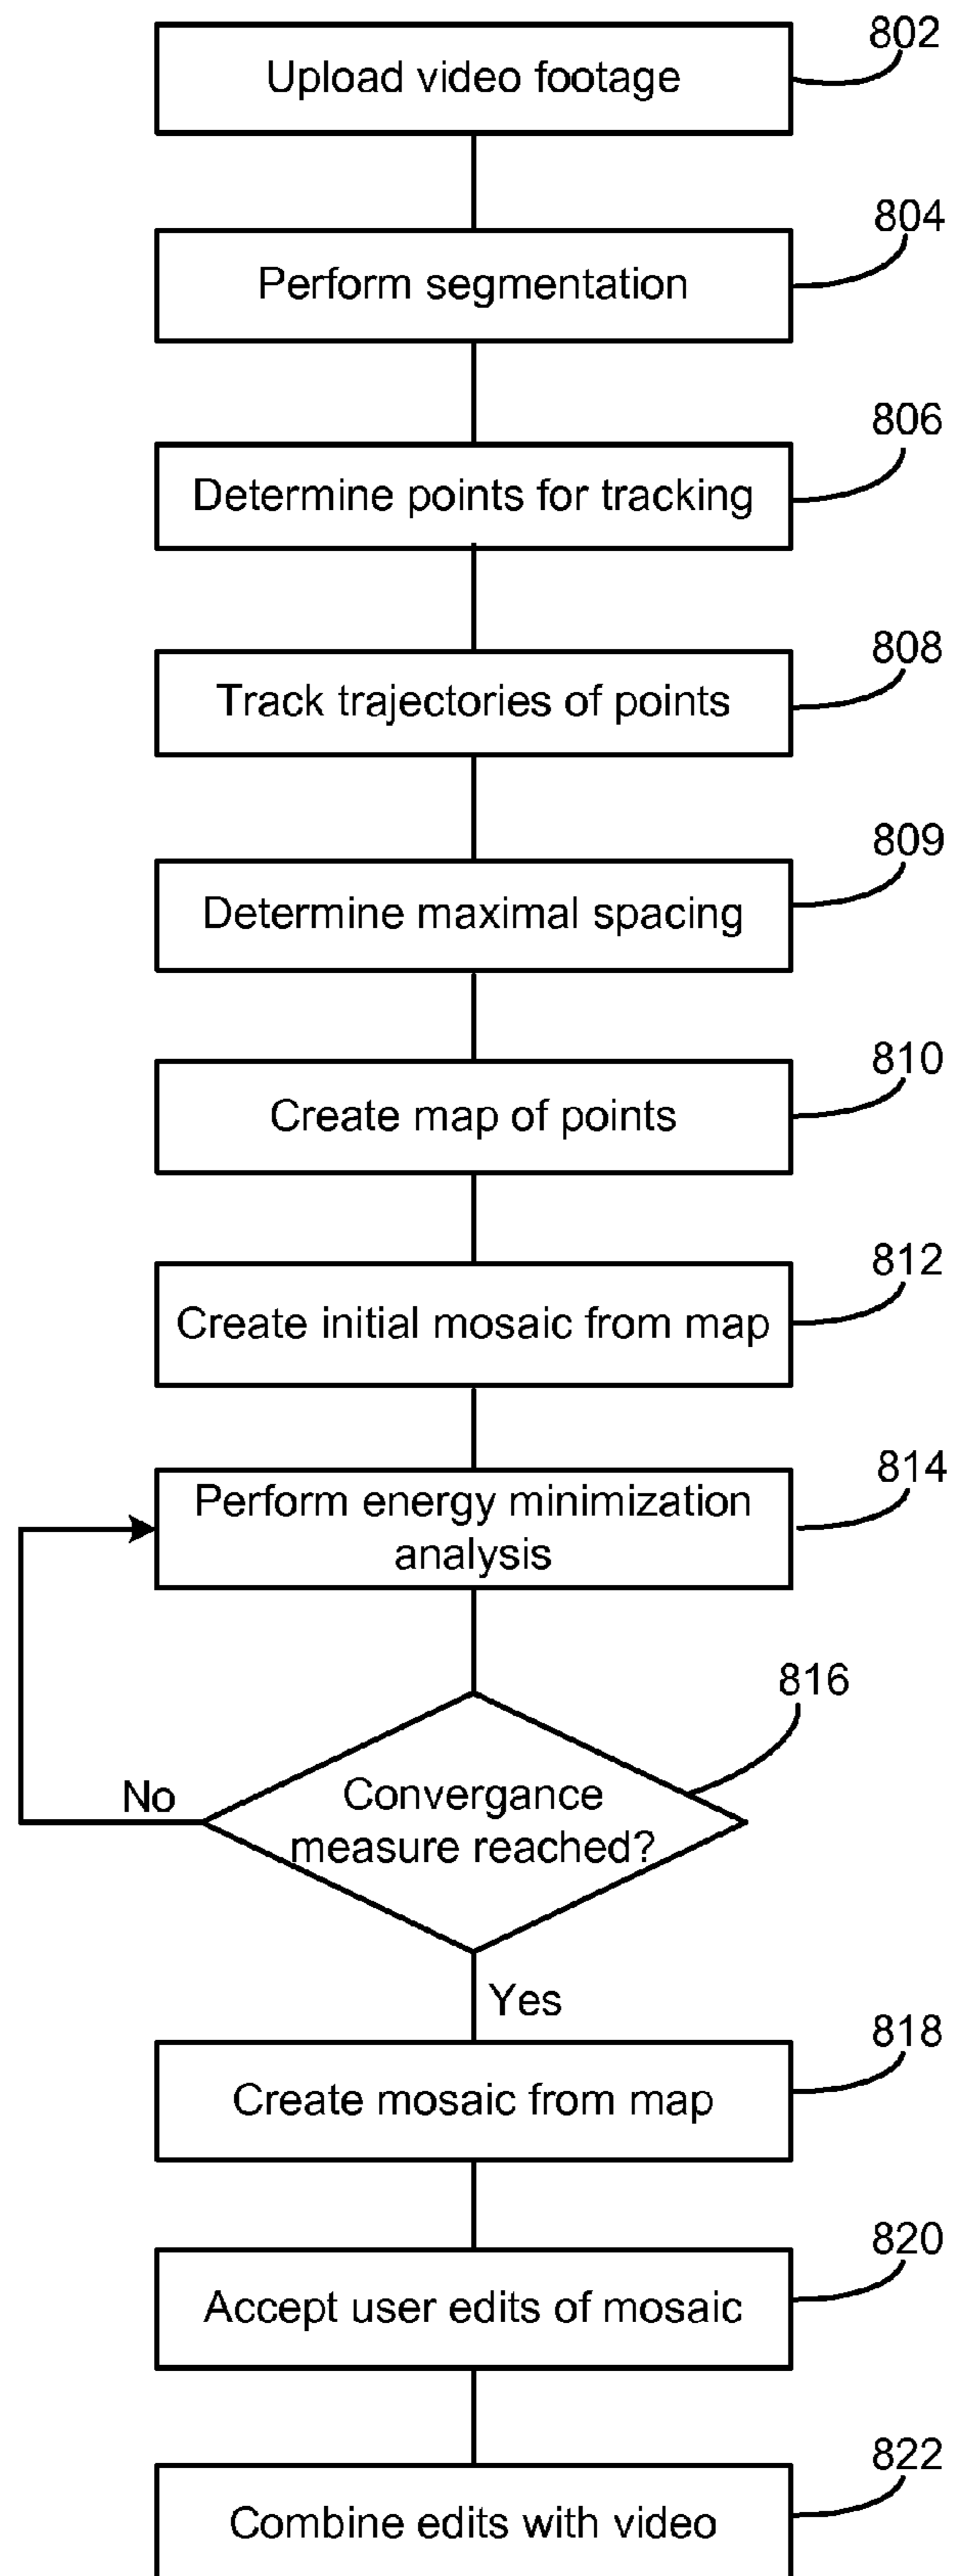 802
Upload video footage
804
Perform segmentation
806
Determine points for tracking
808
Track trajectories of points
809
Determine maximal spacing
810
Create map of points
812
Create initial mosaic from map
814
Perform energy minimization
analysis
816
Convergance
measure reached?
No
Yes
818
Create mosaic from map
820
Accept user edits of mosaic
822
Combine edits with video